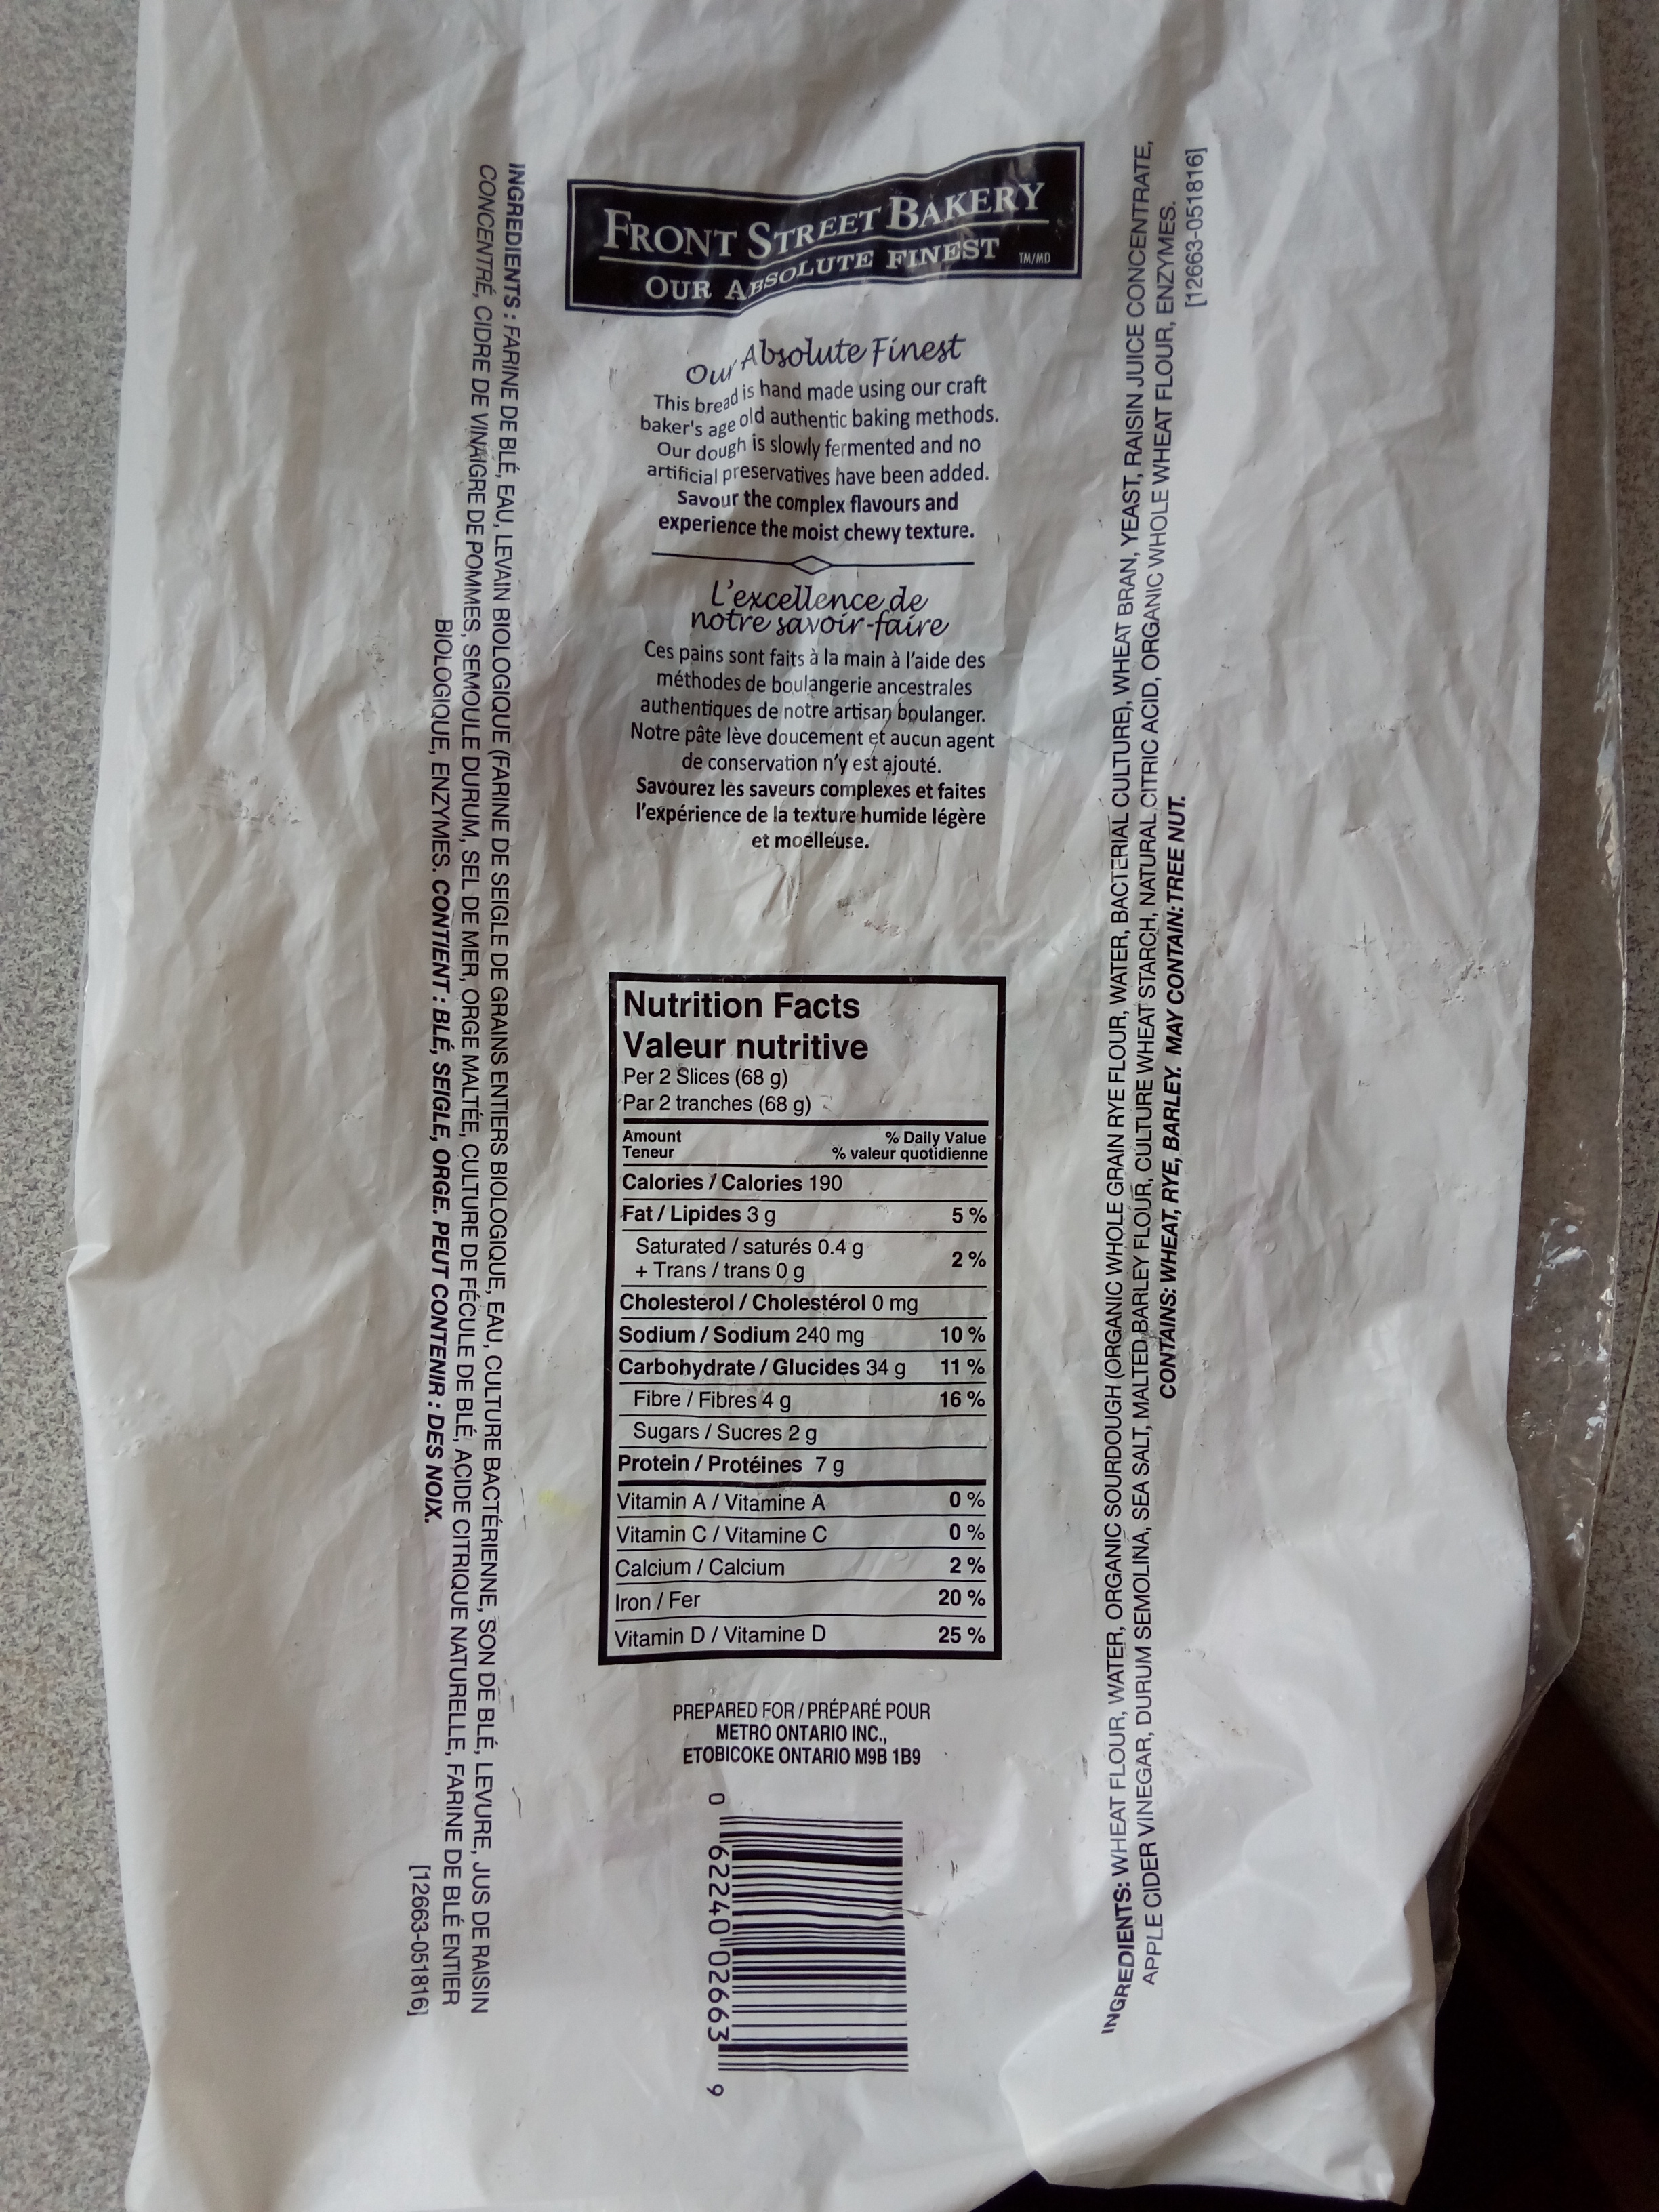 FRONT STREET BAKERY
OUR ABSOLUTE FINEST
TM/MD
Our Absolute Finest
This bread is hand made using our craft
baker's age old authentic baking methods.
Our dough is slowly fermented and no
artificial preservatives have been added.
Savour the complex flavours and
experience the moist chewy texture.
L'excellence de
notre savoir-faire
Ces pains sont faits à la main à l'aide des
méthodes de boulangerie ancestrales
authentiques de notre artisan boulanger.
Notre pâte lève doucement et aucun agent
de conservation n'y est ajouté.
Savourez les saveurs complexes et faites
l'expérience de la texture humide légère
et moelleuse.
Nutrition Facts
Valeur nutritive
Per 2 Slices (68 g)
Par 2 tranches (68 g)
Amount % Daily Value
Teneur % valeur quotidienne
Calories / Calories 190
Fat / Lipides 3 g 5 %
Saturated / saturés 0.4 g
+ Trans / trans 0 g 2 %
Cholesterol / Cholestérol 0 mg
Sodium / Sodium 240 mg 10 %
Carbohydrate / Glucides 34 g 11 %
Fibre / Fibres 4 g 16 %
Sugars / Sucres 2 g
Protein / Protéines 7 g
Vitamin A / Vitamine A 0 %
Vitamin C / Vitamine C 0 %
Calcium / Calcium 2 %
Iron / Fer 20 %
Vitamin D / Vitamine D 25 %
PREPARED FOR / PRÉPARÉ POUR
METRO ONTARIO INC.,
ETOBICOKE ONTARIO M9B 1B9
0 62240 02663 9
INGREDIENTS: WHEAT FLOUR, WATER, ORGANIC SOURDOUGH (ORGANIC WHOLE GRAIN RYE FLOUR, WATER, BACTERIAL CULTURE), WHEAT BRAN, YEAST, RAISIN JUICE CONCENTRATE,
APPLE CIDER VINEGAR, DURUM SEMOLINA, SEA SALT, MALTED BARLEY FLOUR, CULTURE WHEAT STARCH, NATURAL CITRIC ACID, ORGANIC WHOLE WHEAT FLOUR, ENZYMES.
CONTAINS: WHEAT, RYE, BARLEY. MAY CONTAIN: TREE NUT.
[12663-051816]
INGREDIENTS : FARINE DE BLÉ, EAU, LEVAIN BIOLOGIQUE (FARINE DE SEIGLE DE GRAINS ENTIERS BIOLOGIQUE, EAU, CULTURE BACTÉRIENNE, SON DE BLÉ, LEVURE, JUS DE RAISIN
CONCENTRÉ, CIDRE DE VINAIGRE DE POMMES, SEMOULE DURUM, SEL DE MER, ORGE MALTÉE, CULTURE DE FÉCULE DE BLÉ, ACIDE CITRIQUE NATURELLE, FARINE DE BLÉ ENTIER
BIOLOGIQUE, ENZYMES. CONTIENT : BLÉ, SEIGLE, ORGE. PEUT CONTENIR : DES NOIX.
[12663-051816]